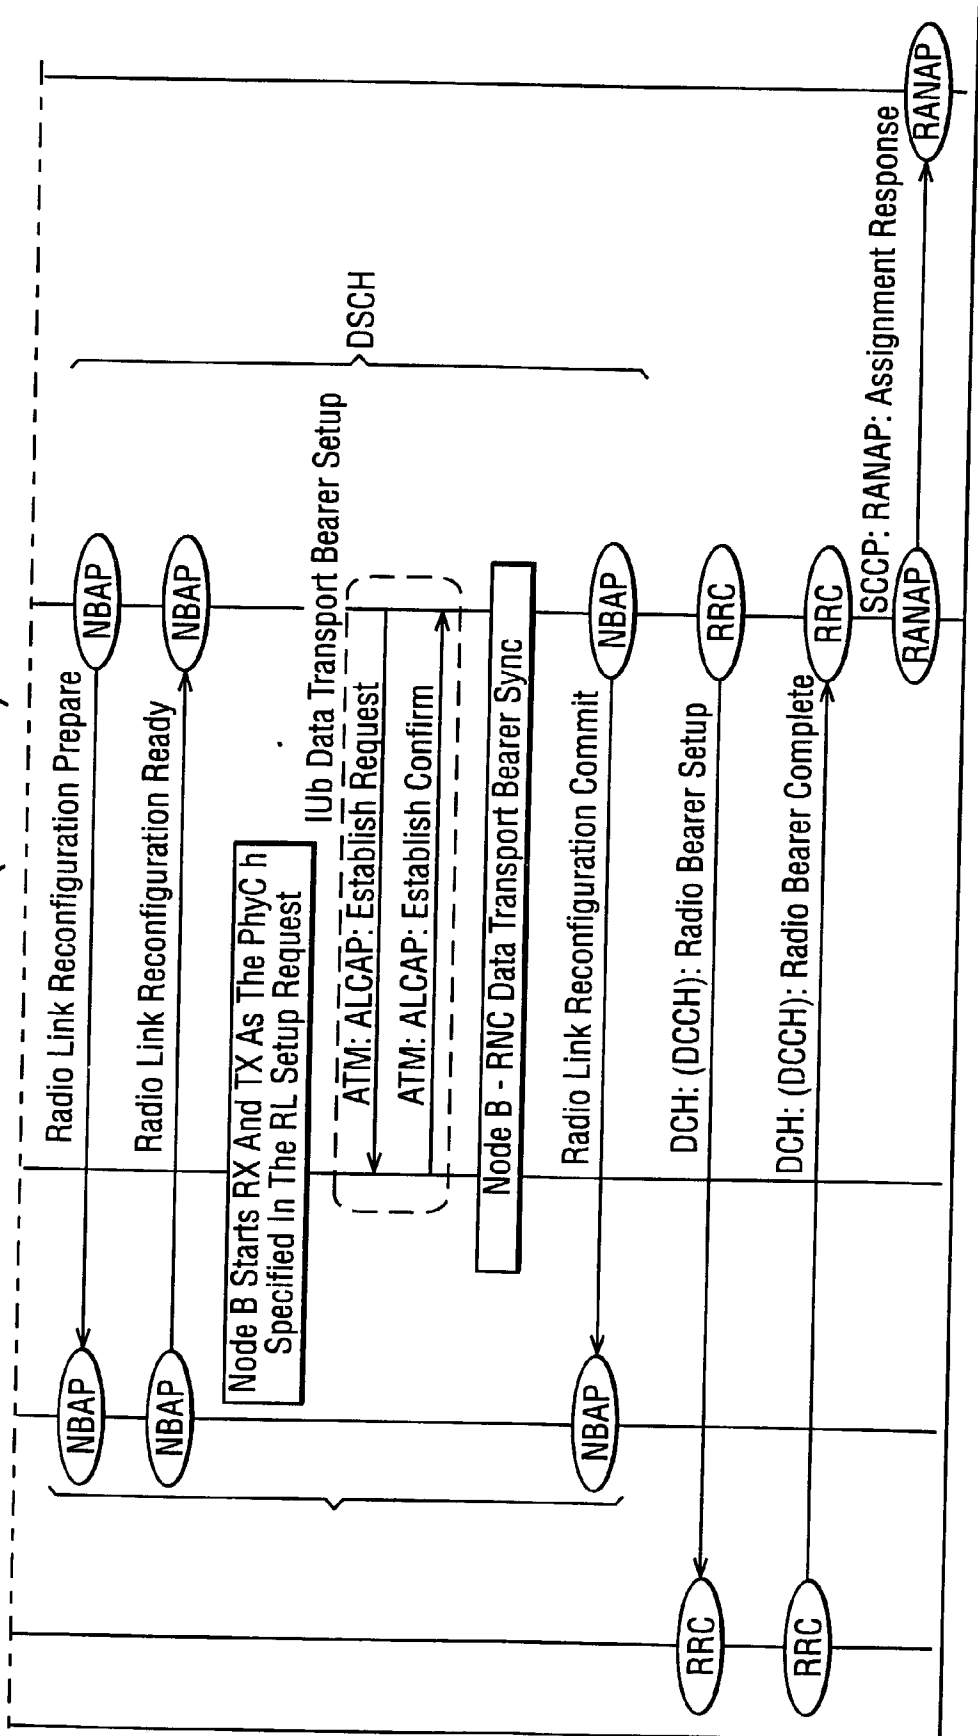 NBAP
Radio Link Reconfiguration Prepare
NBAP
NBAP
Radio Link Reconfiguration Ready
NBAP
Node B Starts RX And TX As The PhyC h
Specified In The RL Setup Request
IUb Data Transport Bearer Setup
DSCH
ATM: ALCAP: Establish Request
ATM: ALCAP: Establish Confirm
Node B - RNC Data Transport Bearer Sync
NBAP
Radio Link Reconfiguration Commit
NBAP
RRC
DCH: (DCCH): Radio Bearer Setup
RRC
RRC
DCH: (DCCH): Radio Bearer Complete
RRC
SCCP: RANAP: Assignment Response
RANAP
RANAP